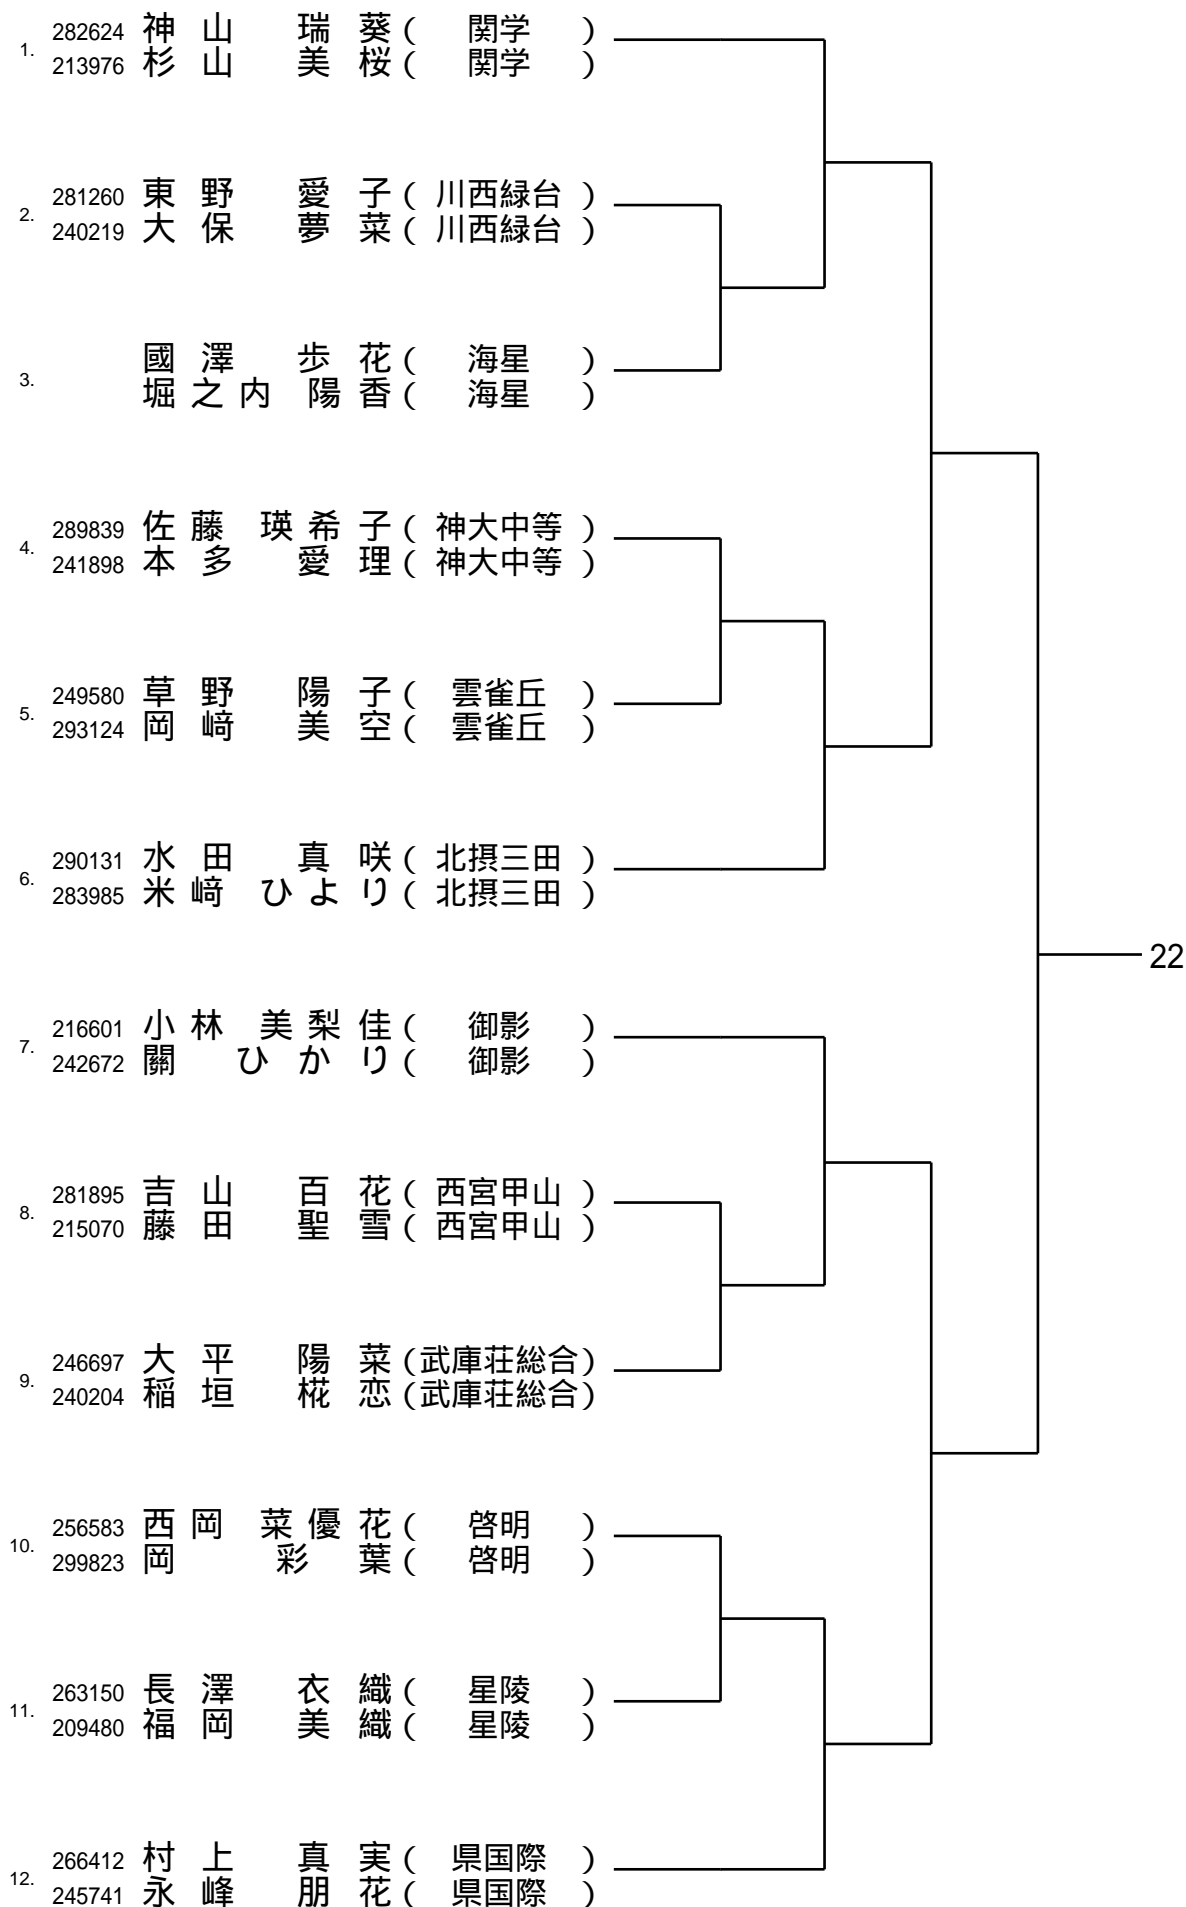 282624 神山 瑞葵 ( 関学 )
1.
213976 杉山 美桜 ( 関学 )
281260 東野 愛子 ( 川西緑台 )
2.
240219 大保 夢菜 ( 川西緑台 )
國澤 歩花 ( 海星 )
3.
堀之内 陽香 ( 海星 )
289839 佐藤 瑛希子 ( 神大中等 )
4.
241898 本多 愛理 ( 神大中等 )
249580 草野 陽子 ( 雲雀丘 )
5.
293124 岡﨑 美空 ( 雲雀丘 )
290131 水田 真咲 ( 北摂三田 )
6.
283985 米﨑 ひより ( 北摂三田 )
22
216601 小林 美梨佳 ( 御影 )
7.
242672 關 ひかり ( 御影 )
281895 吉山 百花 ( 西宮甲山 )
8.
215070 藤田 聖雪 ( 西宮甲山 )
246697 大平 陽菜 (武庫荘総合)
9.
240204 稲垣 椛恋 (武庫荘総合)
256583 西岡 菜優花 ( 啓明 )
10.
299823 岡 彩葉 ( 啓明 )
263150 長澤 衣織 ( 星陵 )
11.
209480 福岡 美織 ( 星陵 )
266412 村上 真実 ( 県国際 )
12.
245741 永峰 朋花 ( 県国際 )